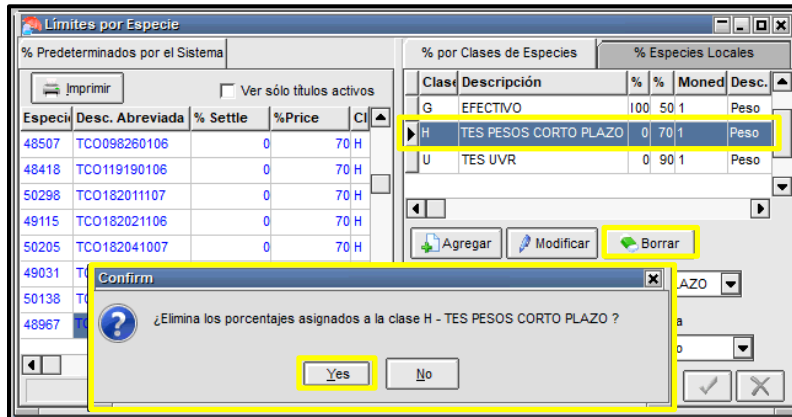 Límites por Especie
% Predeterminados por el Sistema
Imprimir
Ver sólo títulos activos
Especi Desc. Abreviada % Settle %Price Cl
48507 TCO098260106 0 70 H
48418 TCO119190106 0 70 H
50298 TCO182011107 0 70 H
49115 TCO182021106 0 70 H
50205 TCO182041007 0 70 H
49031
50138
48967
% por Clases de Especies % Especies Locales
Clase Descripción % % Moned Desc.
G EFECTIVO 100 50 1 Peso
H TES PESOS CORTO PLAZO 0 70 1 Peso
U TES UVR 0 90 1 Peso
Agregar Modificar Borrar
AZO
Confirm
¿Elimina los porcentajes asignados a la clase H - TES PESOS CORTO PLAZO ?
Yes No